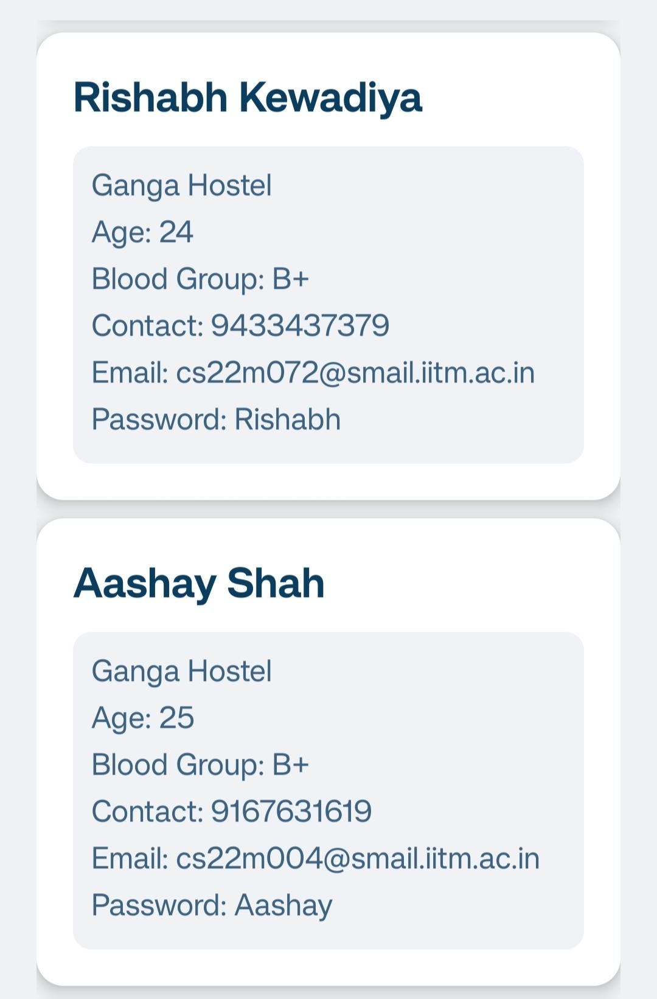 Rishabh Kewadiya
Ganga Hostel
Age: 24
Blood Group: B+
Contact: 9433437379
Email: cs22m072@smail.iitm.ac.in
Password: Rishabh
Aashay Shah
Ganga Hostel
Age: 25
Blood Group: B+
Contact: 9167631619
Email: cs22m004@smail.iitm.ac.in
Password: Aashay